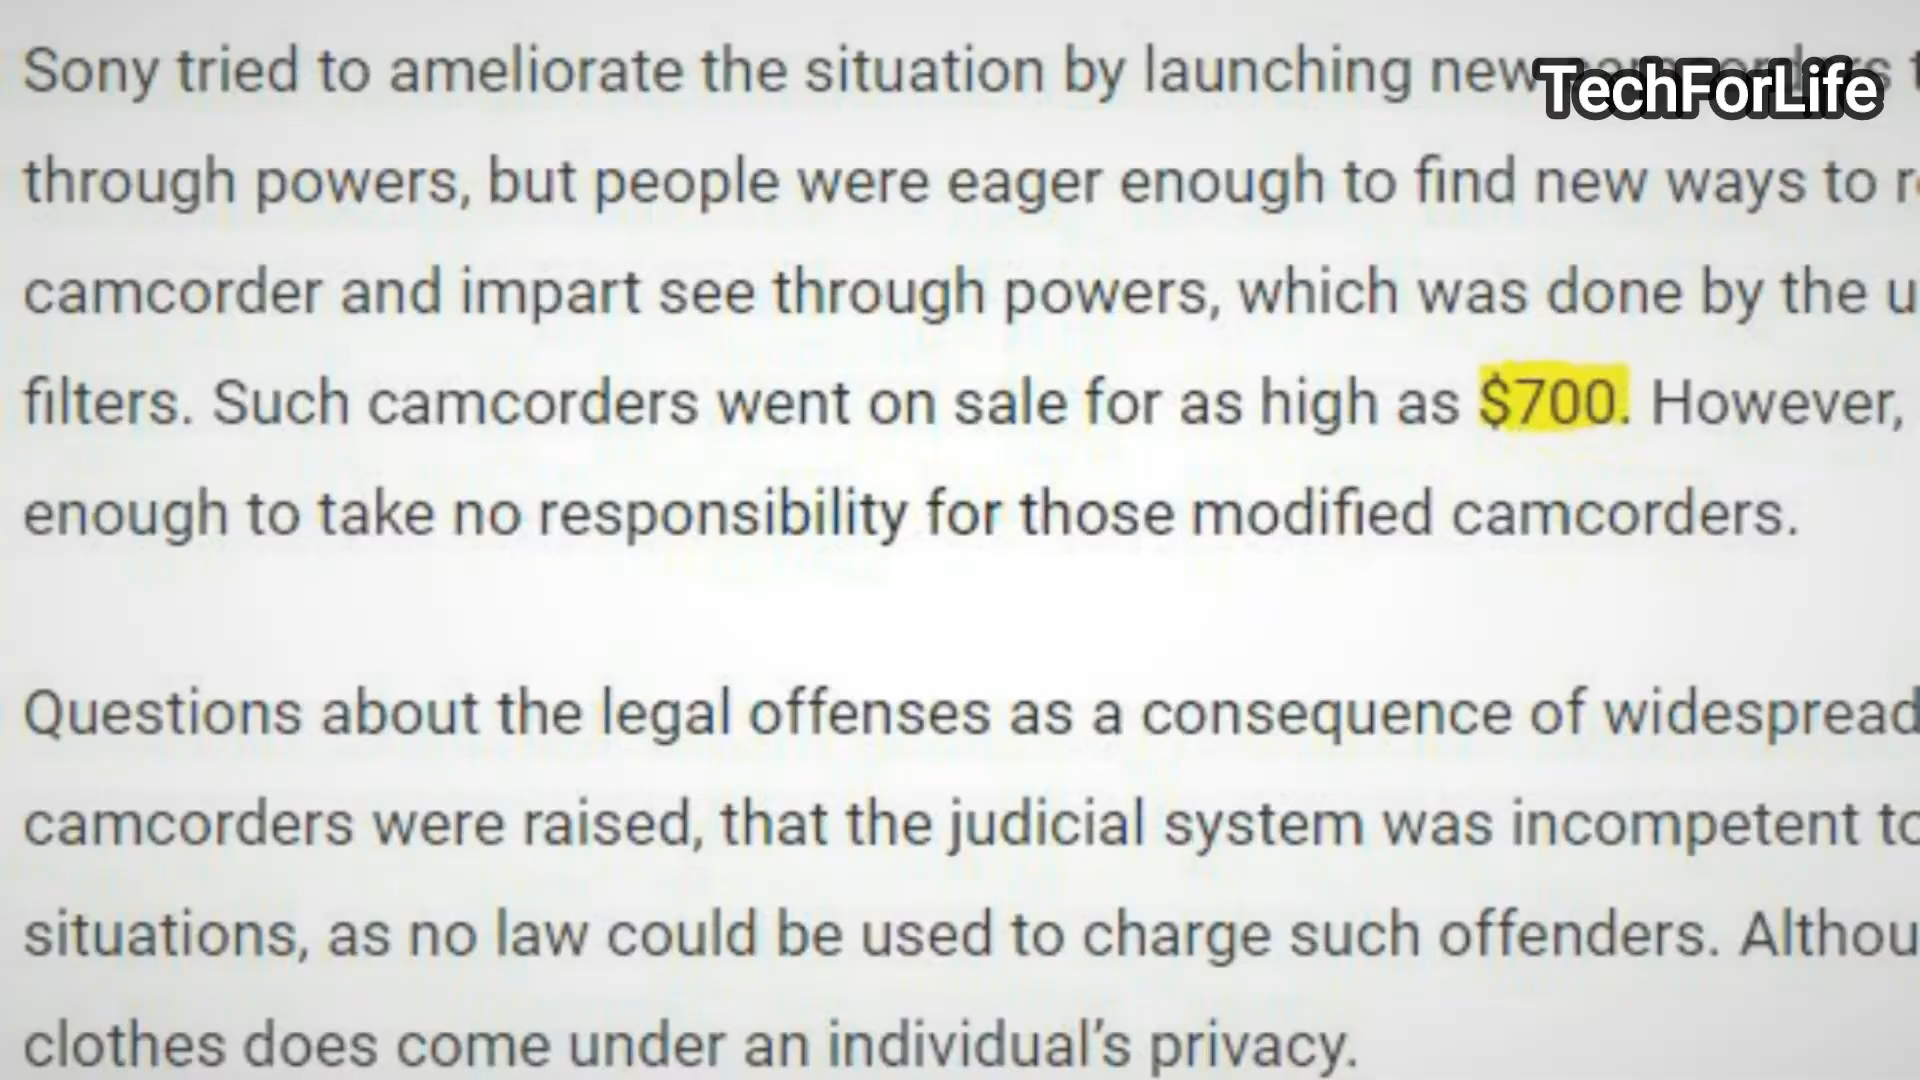 Sony tried to ameliorate the situation by launching new
TechForLife
through powers, but people were eager enough to find new ways to
camcorder and impart see through powers, which was done by the
filters. Such camcorders went on sale for as high as $700. However,
enough to take no responsibility for those modified camcorders.
Questions about the legal offenses as a consequence of widespread
camcorders were raised, that the judicial system was incompetent to
situations, as no law could be used to charge such offenders.
clothes does come under an individual's privacy.